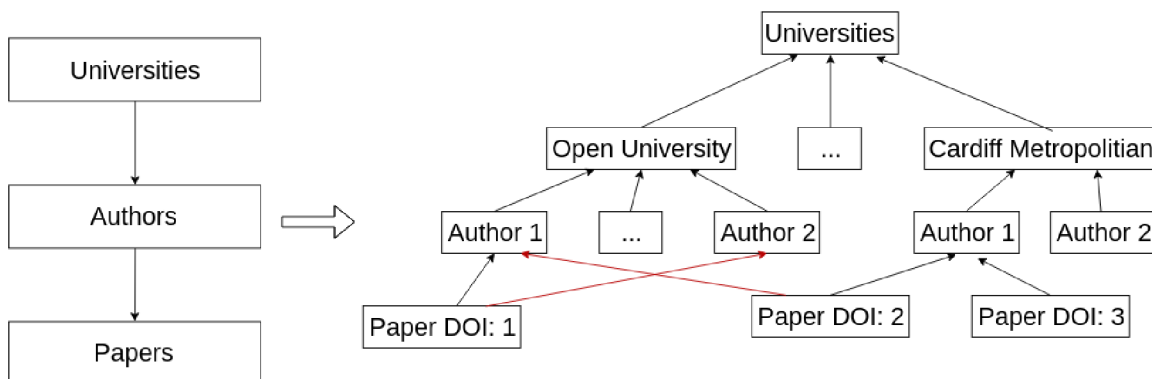 Universities
Authors
Papers
Universities
Open University
...
Cardiff Metropolitian
Author 1
...
Author 2
Author 1
Author 2
Paper DOI: 1
Paper DOI: 2
Paper DOI: 3